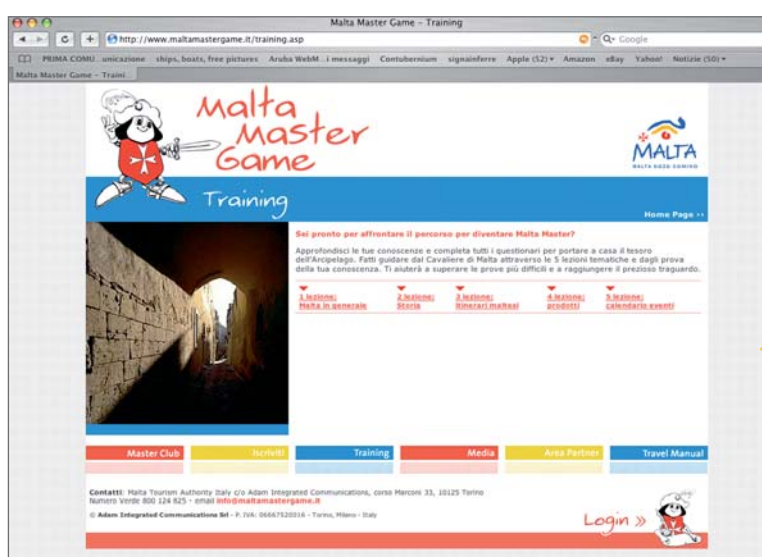 Malta Master Game – Training
http://www.maltamastergame.it/training.asp
Google
PRIMA COMU...unicazione ships, boats, free pictures Aruba WebM...i messaggi Contubernium signainferre Apple (52) Amazon eBay Yahoo! Notizie (50)
Malta Master Game – Traini...
Malta
Master
Game
MALTA
MALTA GOZO COMINO
Training
Home Page ››
Sei pronto per affrontare il percorso per diventare Malta Master?
Approfondisci le tue conoscenze e completa tutti i questionari per portare a casa il tesoro
dell'Arcipelago. Fatti guidare dal Cavaliere di Malta attraverso le 5 lezioni tematiche e dagli prova
della tua conoscenza. Ti aiuterà a superare le prove più difficili e a raggiungere il prezioso traguardo.
1 lezione: 2 lezione: 3 lezione: 4 lezione: 5 lezione:
Malta in generale Storia Itinerari maltesi prodotti calendario eventi
Master Club Iscriviti Training Media Area Partner Travel Manual
Contatti: Malta Tourism Authority Italy c/o Adam Integrated Communications, corso Marconi 33, 10125 Torino
Numero Verde 800 124 825 - email info@maltamastergame.it
© Adam Integrated Communications Srl - P. IVA: 06667520016 - Torino, Milano - Italy
Login »